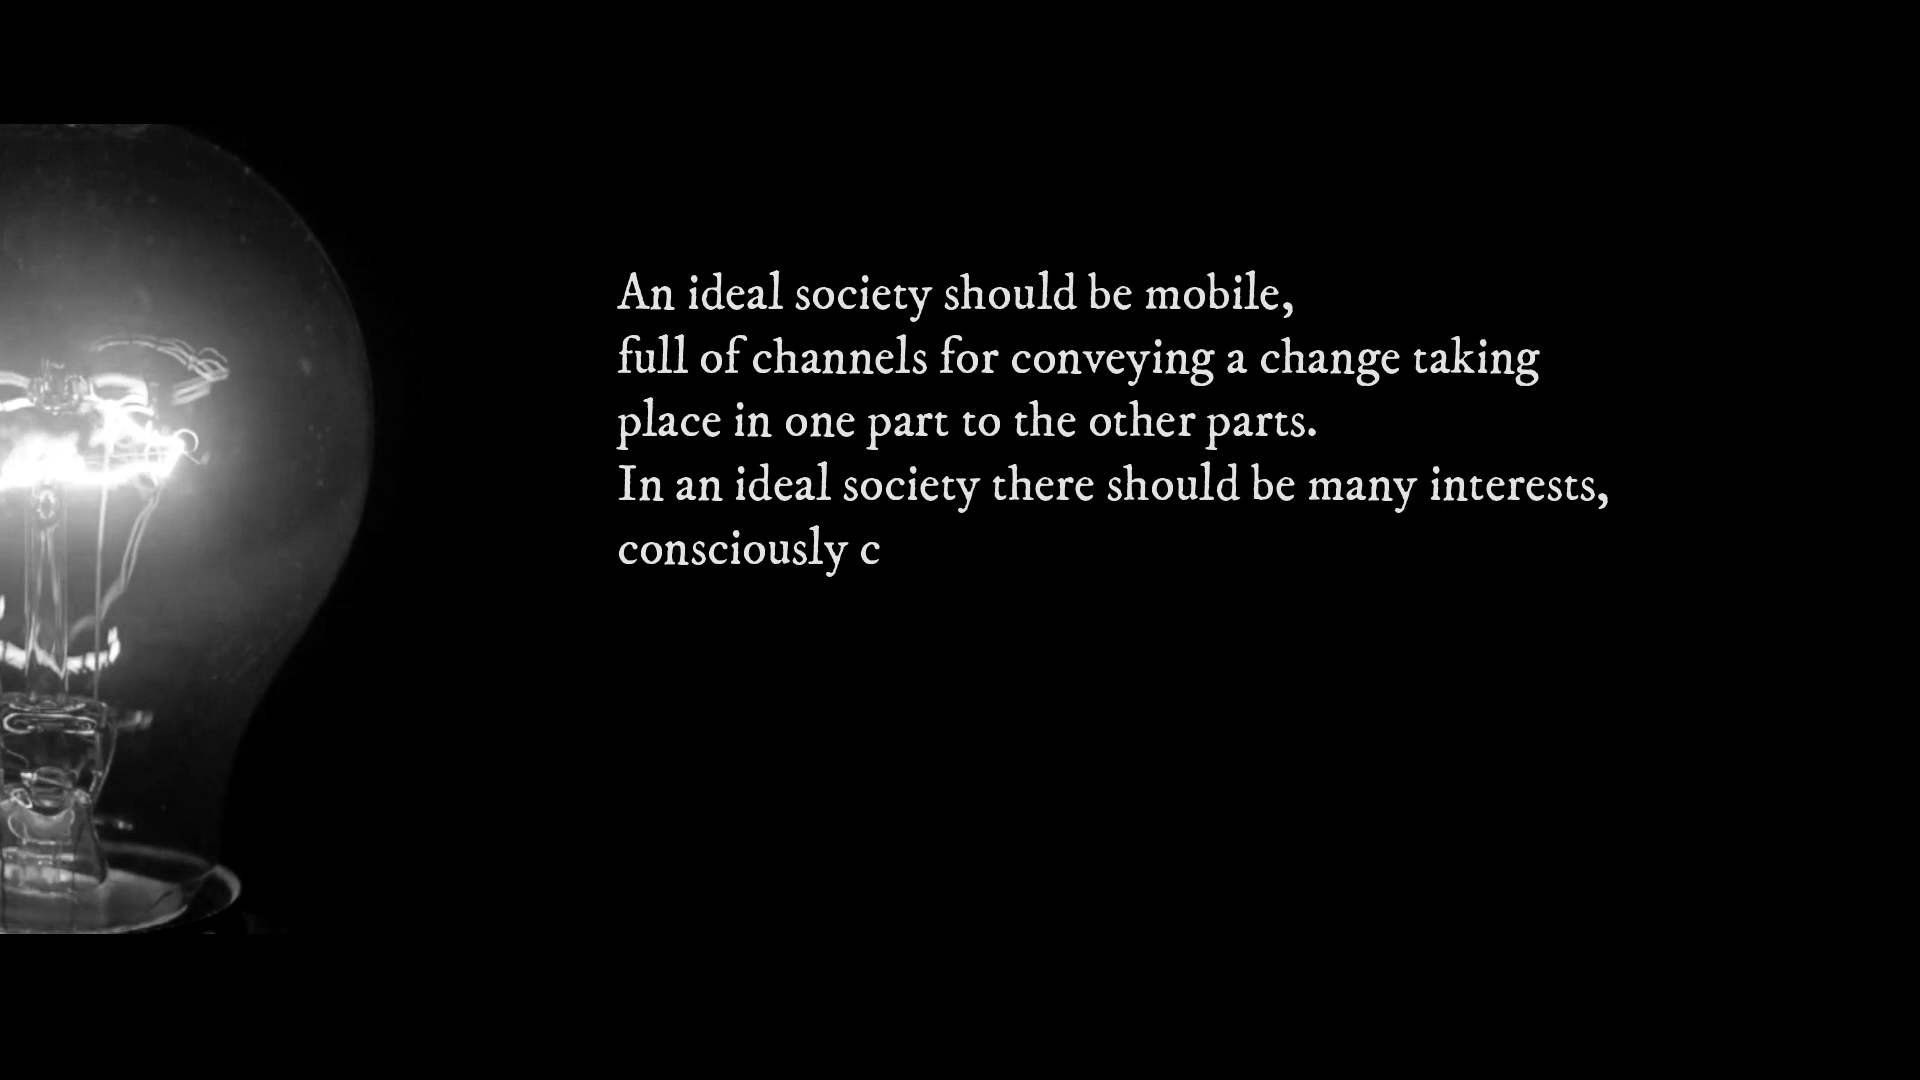 An ideal society should be mobile,
full of channels for conveying a change taking
place in one part to the other parts.
In an ideal society there should be many interests,
consciously c